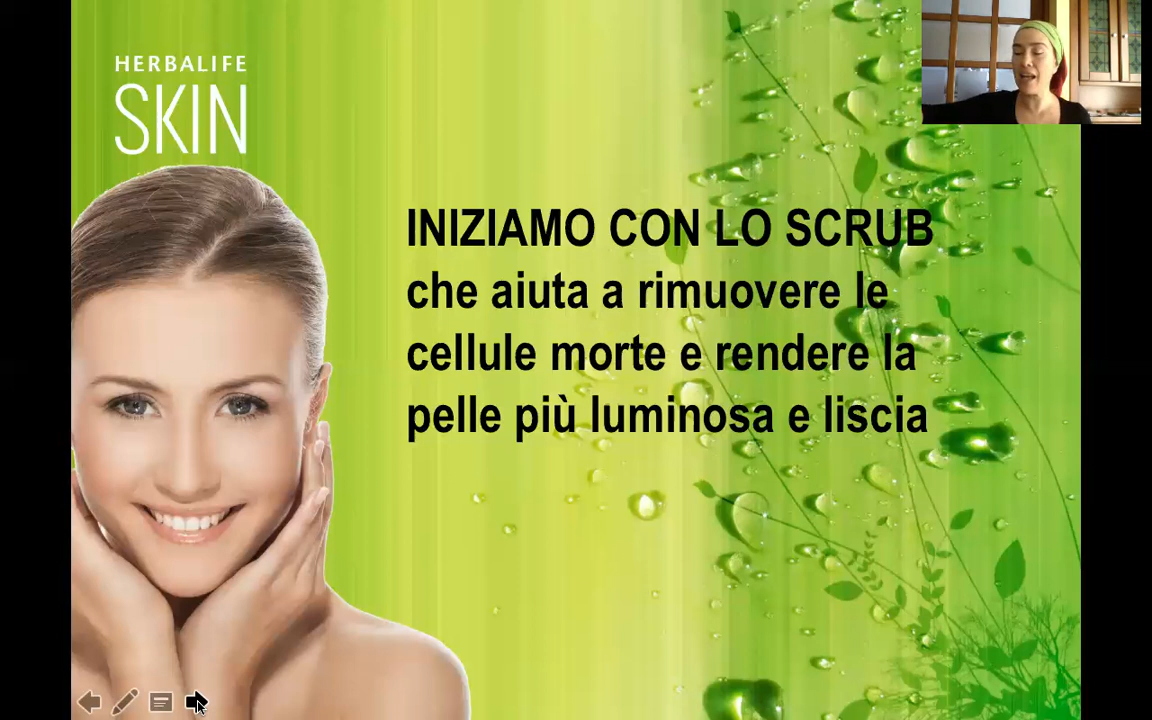 HERBALIFE
SKIN
INIZIAMO CON LO SCRUB
che aiuta a rimuovere le
cellule morte e rendere la
pelle più luminosa e liscia